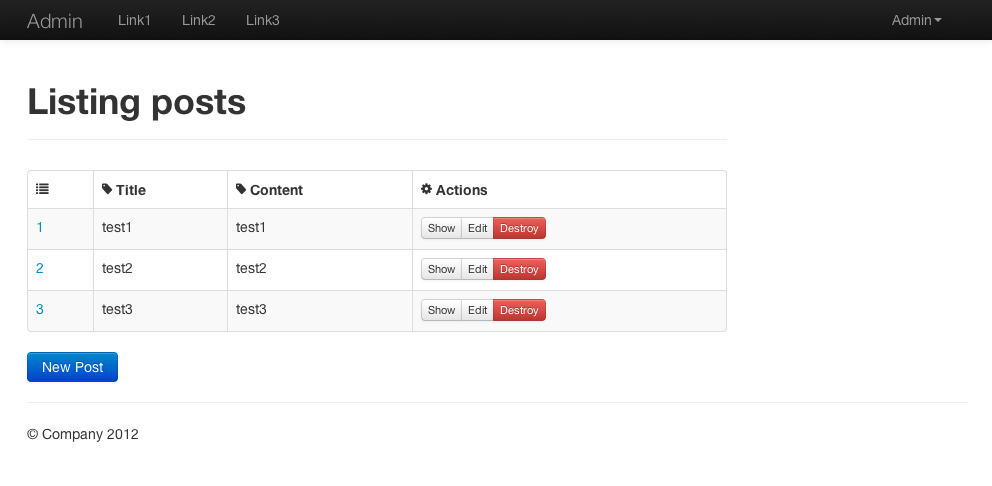 Admin Link1 Link2 Link3 Admin
Listing posts
Title Content Actions
1 test1 test1 Show Edit Destroy
2 test2 test2 Show Edit Destroy
3 test3 test3 Show Edit Destroy
New Post
© Company 2012